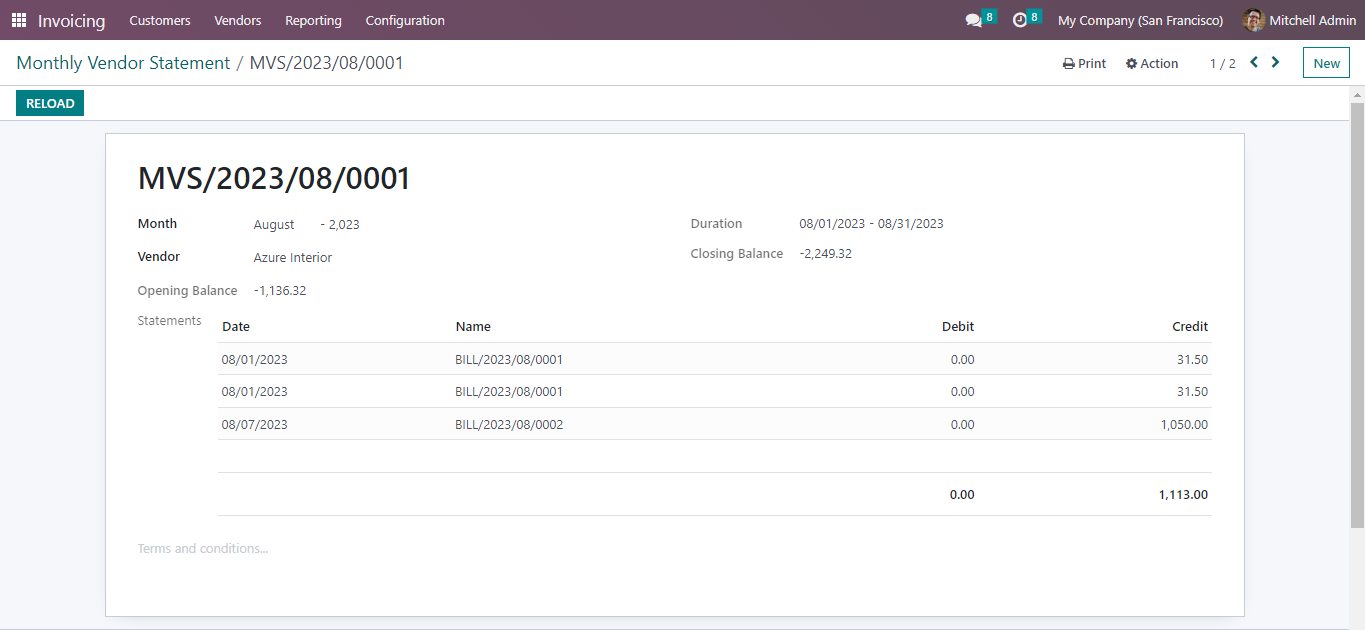 Invoicing Customers Vendors Reporting Configuration 8 8 My Company (San Francisco) Mitchell Admin
Monthly Vendor Statement / MVS/2023/08/0001 Print Action 1 / 2 New
RELOAD
MVS/2023/08/0001
Month August - 2,023 Duration 08/01/2023 - 08/31/2023
Vendor Azure Interior Closing Balance -2,249.32
Opening Balance -1,136.32
Statements Date Name Debit Credit
08/01/2023 BILL/2023/08/0001 0.00 31.50
08/01/2023 BILL/2023/08/0001 0.00 31.50
08/07/2023 BILL/2023/08/0002 0.00 1,050.00
0.00 1,113.00
Terms and conditions...